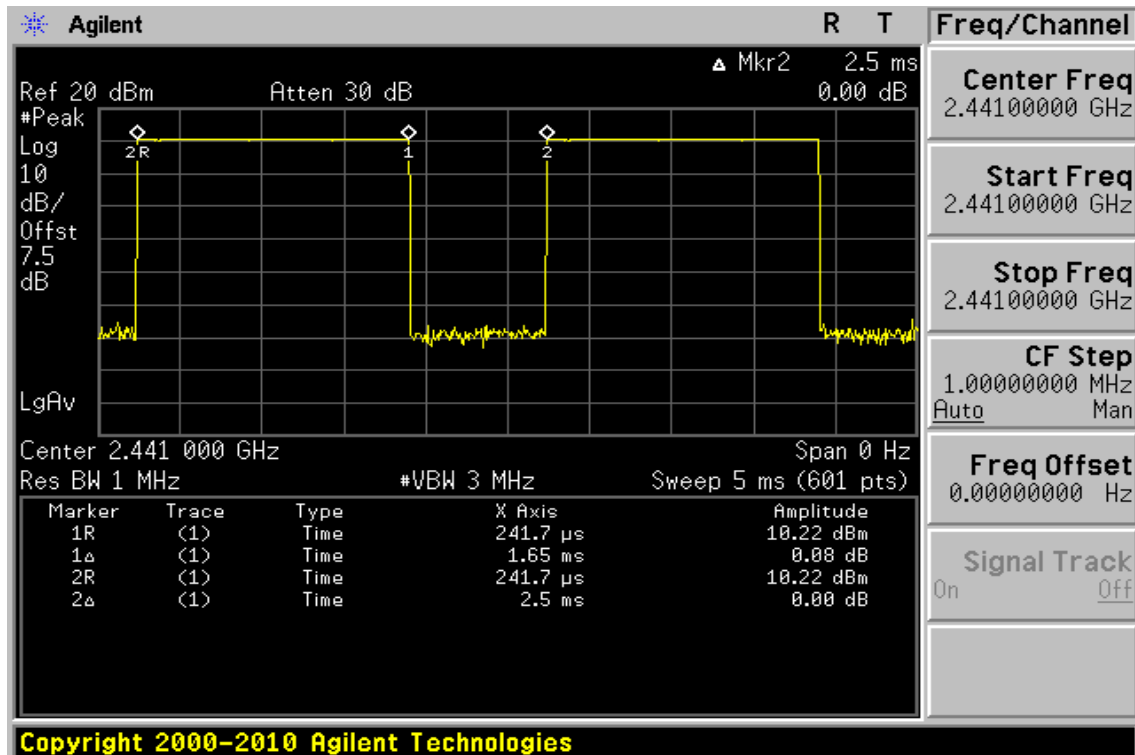 Agilent R T
Freq/Channel
Δ Mkr2 2.5 ms
Ref 20 dBm Atten 30 dB 0.00 dB
#Peak
Log
10
dB/
Offst
7.5
dB
LgAv
2R 1 2
Center 2.441 000 GHz Span 0 Hz
Res BW 1 MHz #VBW 3 MHz Sweep 5 ms (601 pts)
Marker Trace Type X Axis Amplitude
1R (1) Time 241.7 µs 10.22 dBm
1Δ (1) Time 1.65 ms 0.08 dB
2R (1) Time 241.7 µs 10.22 dBm
2Δ (1) Time 2.5 ms 0.00 dB
Center Freq
2.44100000 GHz
Start Freq
2.44100000 GHz
Stop Freq
2.44100000 GHz
CF Step
1.00000000 MHz
Auto Man
Freq Offset
0.00000000 Hz
Signal Track
On Off
Copyright 2000-2010 Agilent Technologies